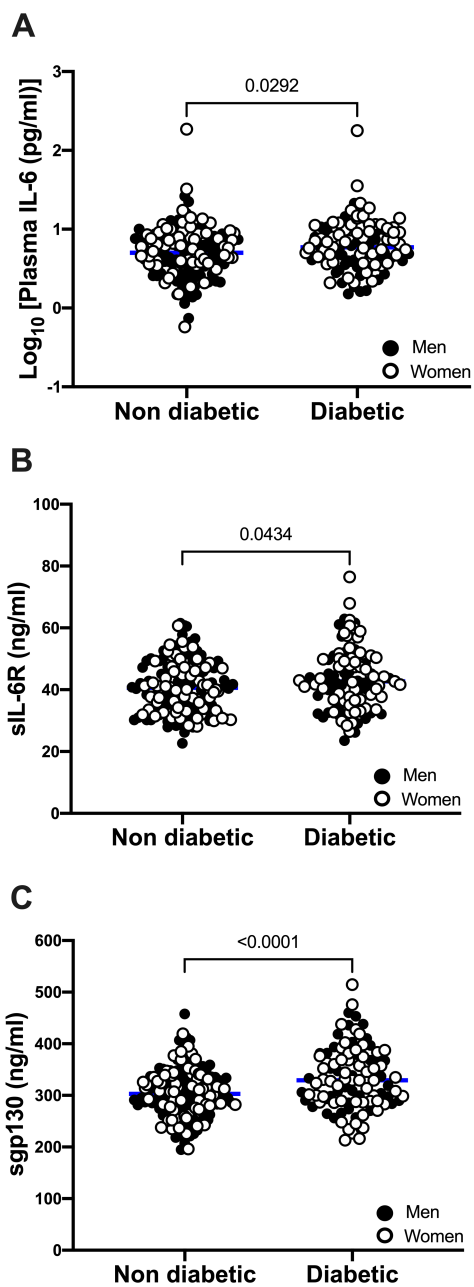 A
Log10 [Plasma IL-6 (pg/ml)]
3
2
1
0
-1
0.0292
Men
Women
Non diabetic
Diabetic
B
sIL-6R (ng/ml)
100
80
60
40
20
0
0.0434
Men
Women
Non diabetic
Diabetic
C
sgp130 (ng/ml)
600
500
400
300
200
100
0
<0.0001
Men
Women
Non diabetic
Diabetic